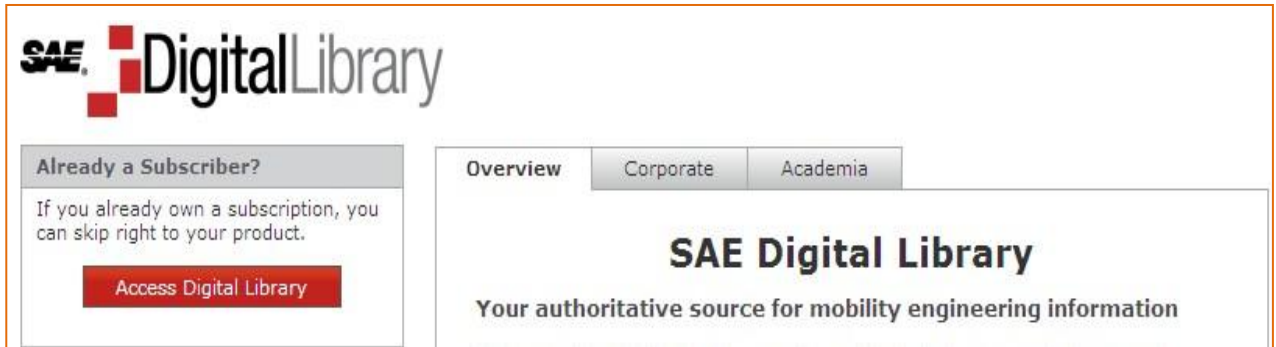 SAE® DigitalLibrary
Already a Subscriber?
If you already own a subscription, you
can skip right to your product.
Access Digital Library
Overview Corporate Academia
SAE Digital Library
Your authoritative source for mobility engineering information